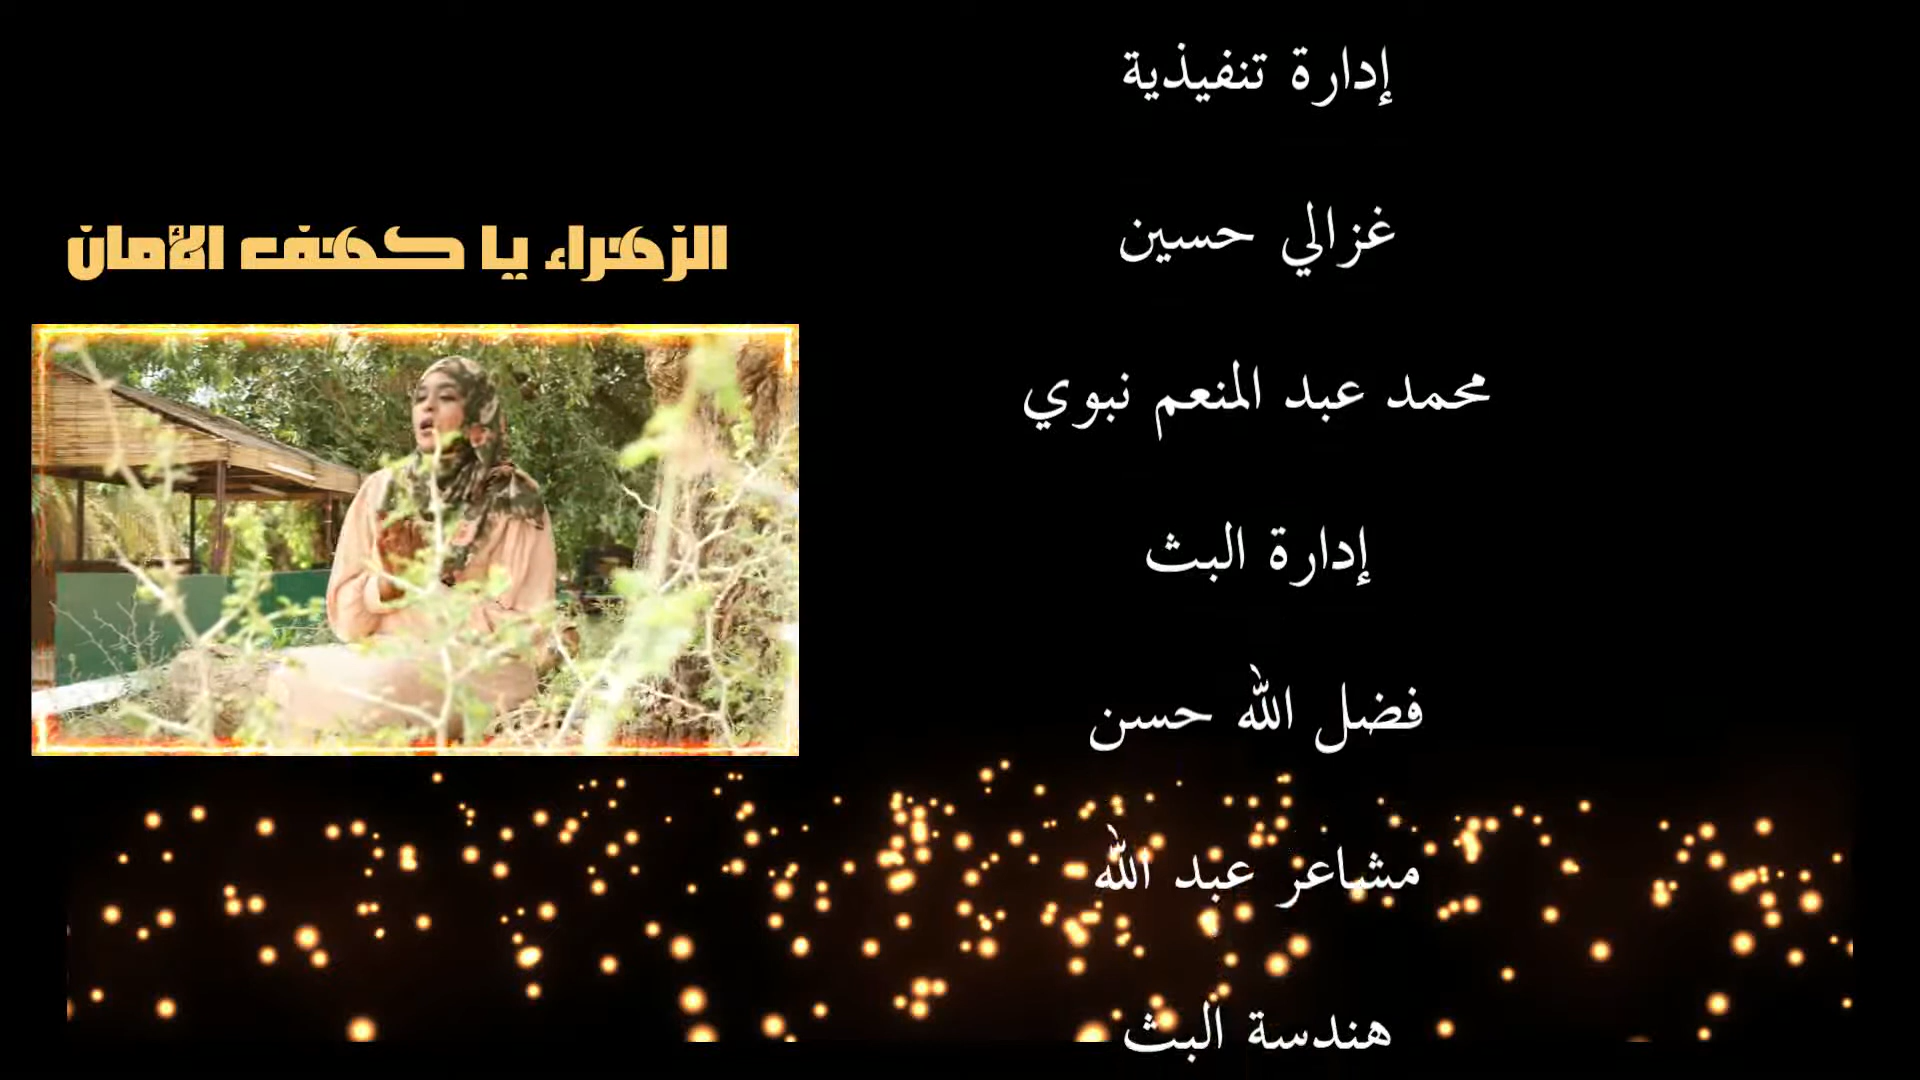 إدارة تنفيذية
غزالي حسين
محمد عبد المنعم نبوي
إدارة البث
فضل الله حسن
مشاعر عبد الله
هندسة البث
الزهراء يا كهف الأمان